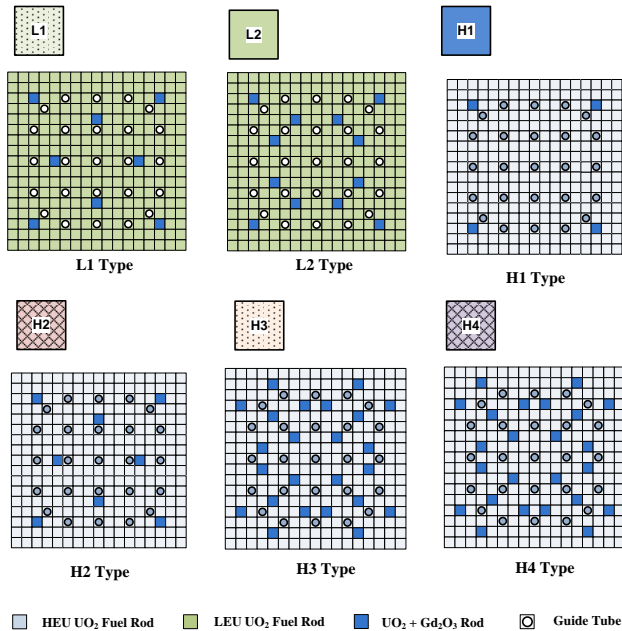 L1
L2
H1
L1 Type
L2 Type
H1 Type
H2
H3
H4
H2 Type
H3 Type
H4 Type
HEU UO₂ Fuel Rod
LEU UO₂ Fuel Rod
UO₂ + Gd₂O₃ Rod
Guide Tube